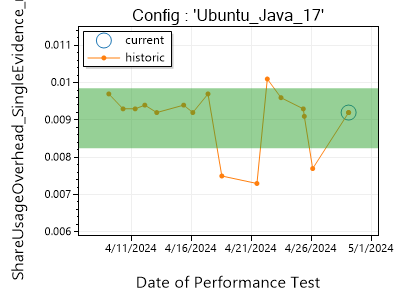 Config : 'Ubuntu_Java_17'
current
historic
0.011
0.01
0.009
0.008
0.007
0.006
4/11/2024
4/16/2024
4/21/2024
4/26/2024
5/1/2024
Date of Performance Test
ShareUsageOverhead_SingleEvidence_